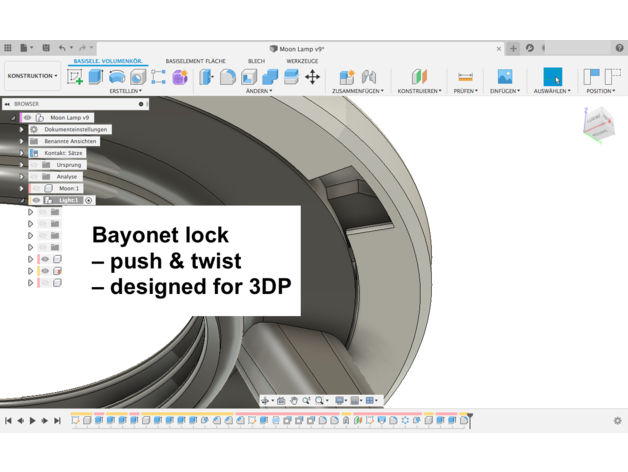 Moon Lamp v9*
KONSTRUKTION
BASISELE. VOLUMENKÖR.
BASISELEMENT FLÄCHE
BLECH
WERKZEUGE
ERSTELLEN
ÄNDERN
ZUSAMMENFÜGEN
KONSTRUIEREN
PRÜFEN
EINFÜGEN
AUSWÄHLEN
POSITION
BROWSER
Moon Lamp v9
Dokumenteinstellungen
Benannte Ansichten
Kontakt: Sätze
Ursprung
Analyse
Moon:1
Light:1
Bayonet lock
– push & twist
– designed for 3DP